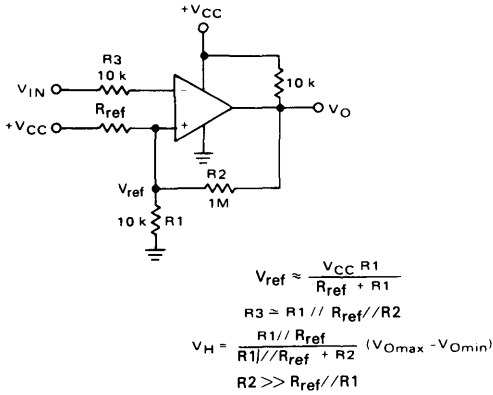 +VCC
R3
10 k
VIN
10 k
-
VO
Rref
+VCC
+
R2
Vref
1M
10 k R1
Vref ≈ VCC R1 / Rref + R1
R3 ≃ R1 // Rref//R2
VH = R1// Rref / R1//Rref + R2 (VOmax -VOmin)
R2 >> Rref//R1